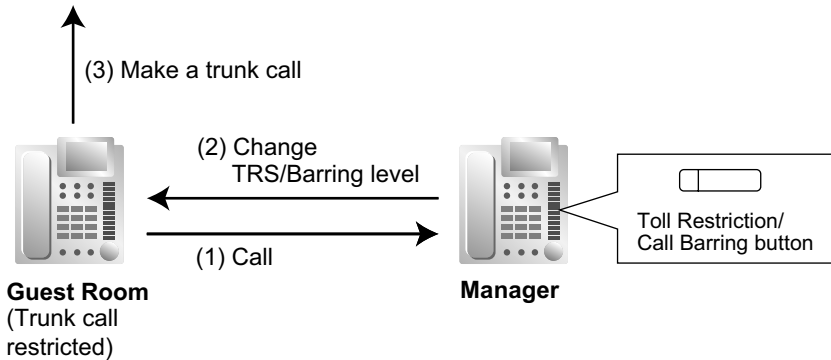 (3) Make a trunk call
(2) Change
TRS/Barring level
(1) Call
Guest Room
(Trunk call
restricted)
Manager
Toll Restriction/
Call Barring button